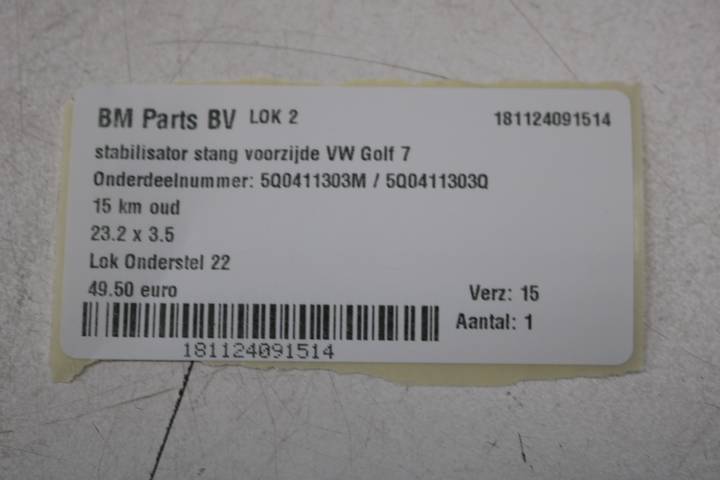 BM Parts BV LOK 2 181124091514
stabilisator stang voorzijde VW Golf 7
Onderdeelnummer: 5Q0411303M / 5Q0411303Q
15 km oud
23.2 x 3.5
Lok Onderstel 22
49.50 euro Verz: 15
Aantal: 1
181124091514